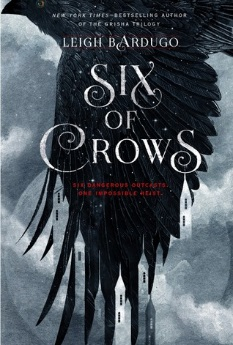 NEW YORK TIMES–BESTSELLING AUTHOR
OF THE GRISHA TRILOGY
LEIGH BARDUGO
SIX
OF
CROWS
SIX DANGEROUS OUTCASTS.
ONE IMPOSSIBLE HEIST.